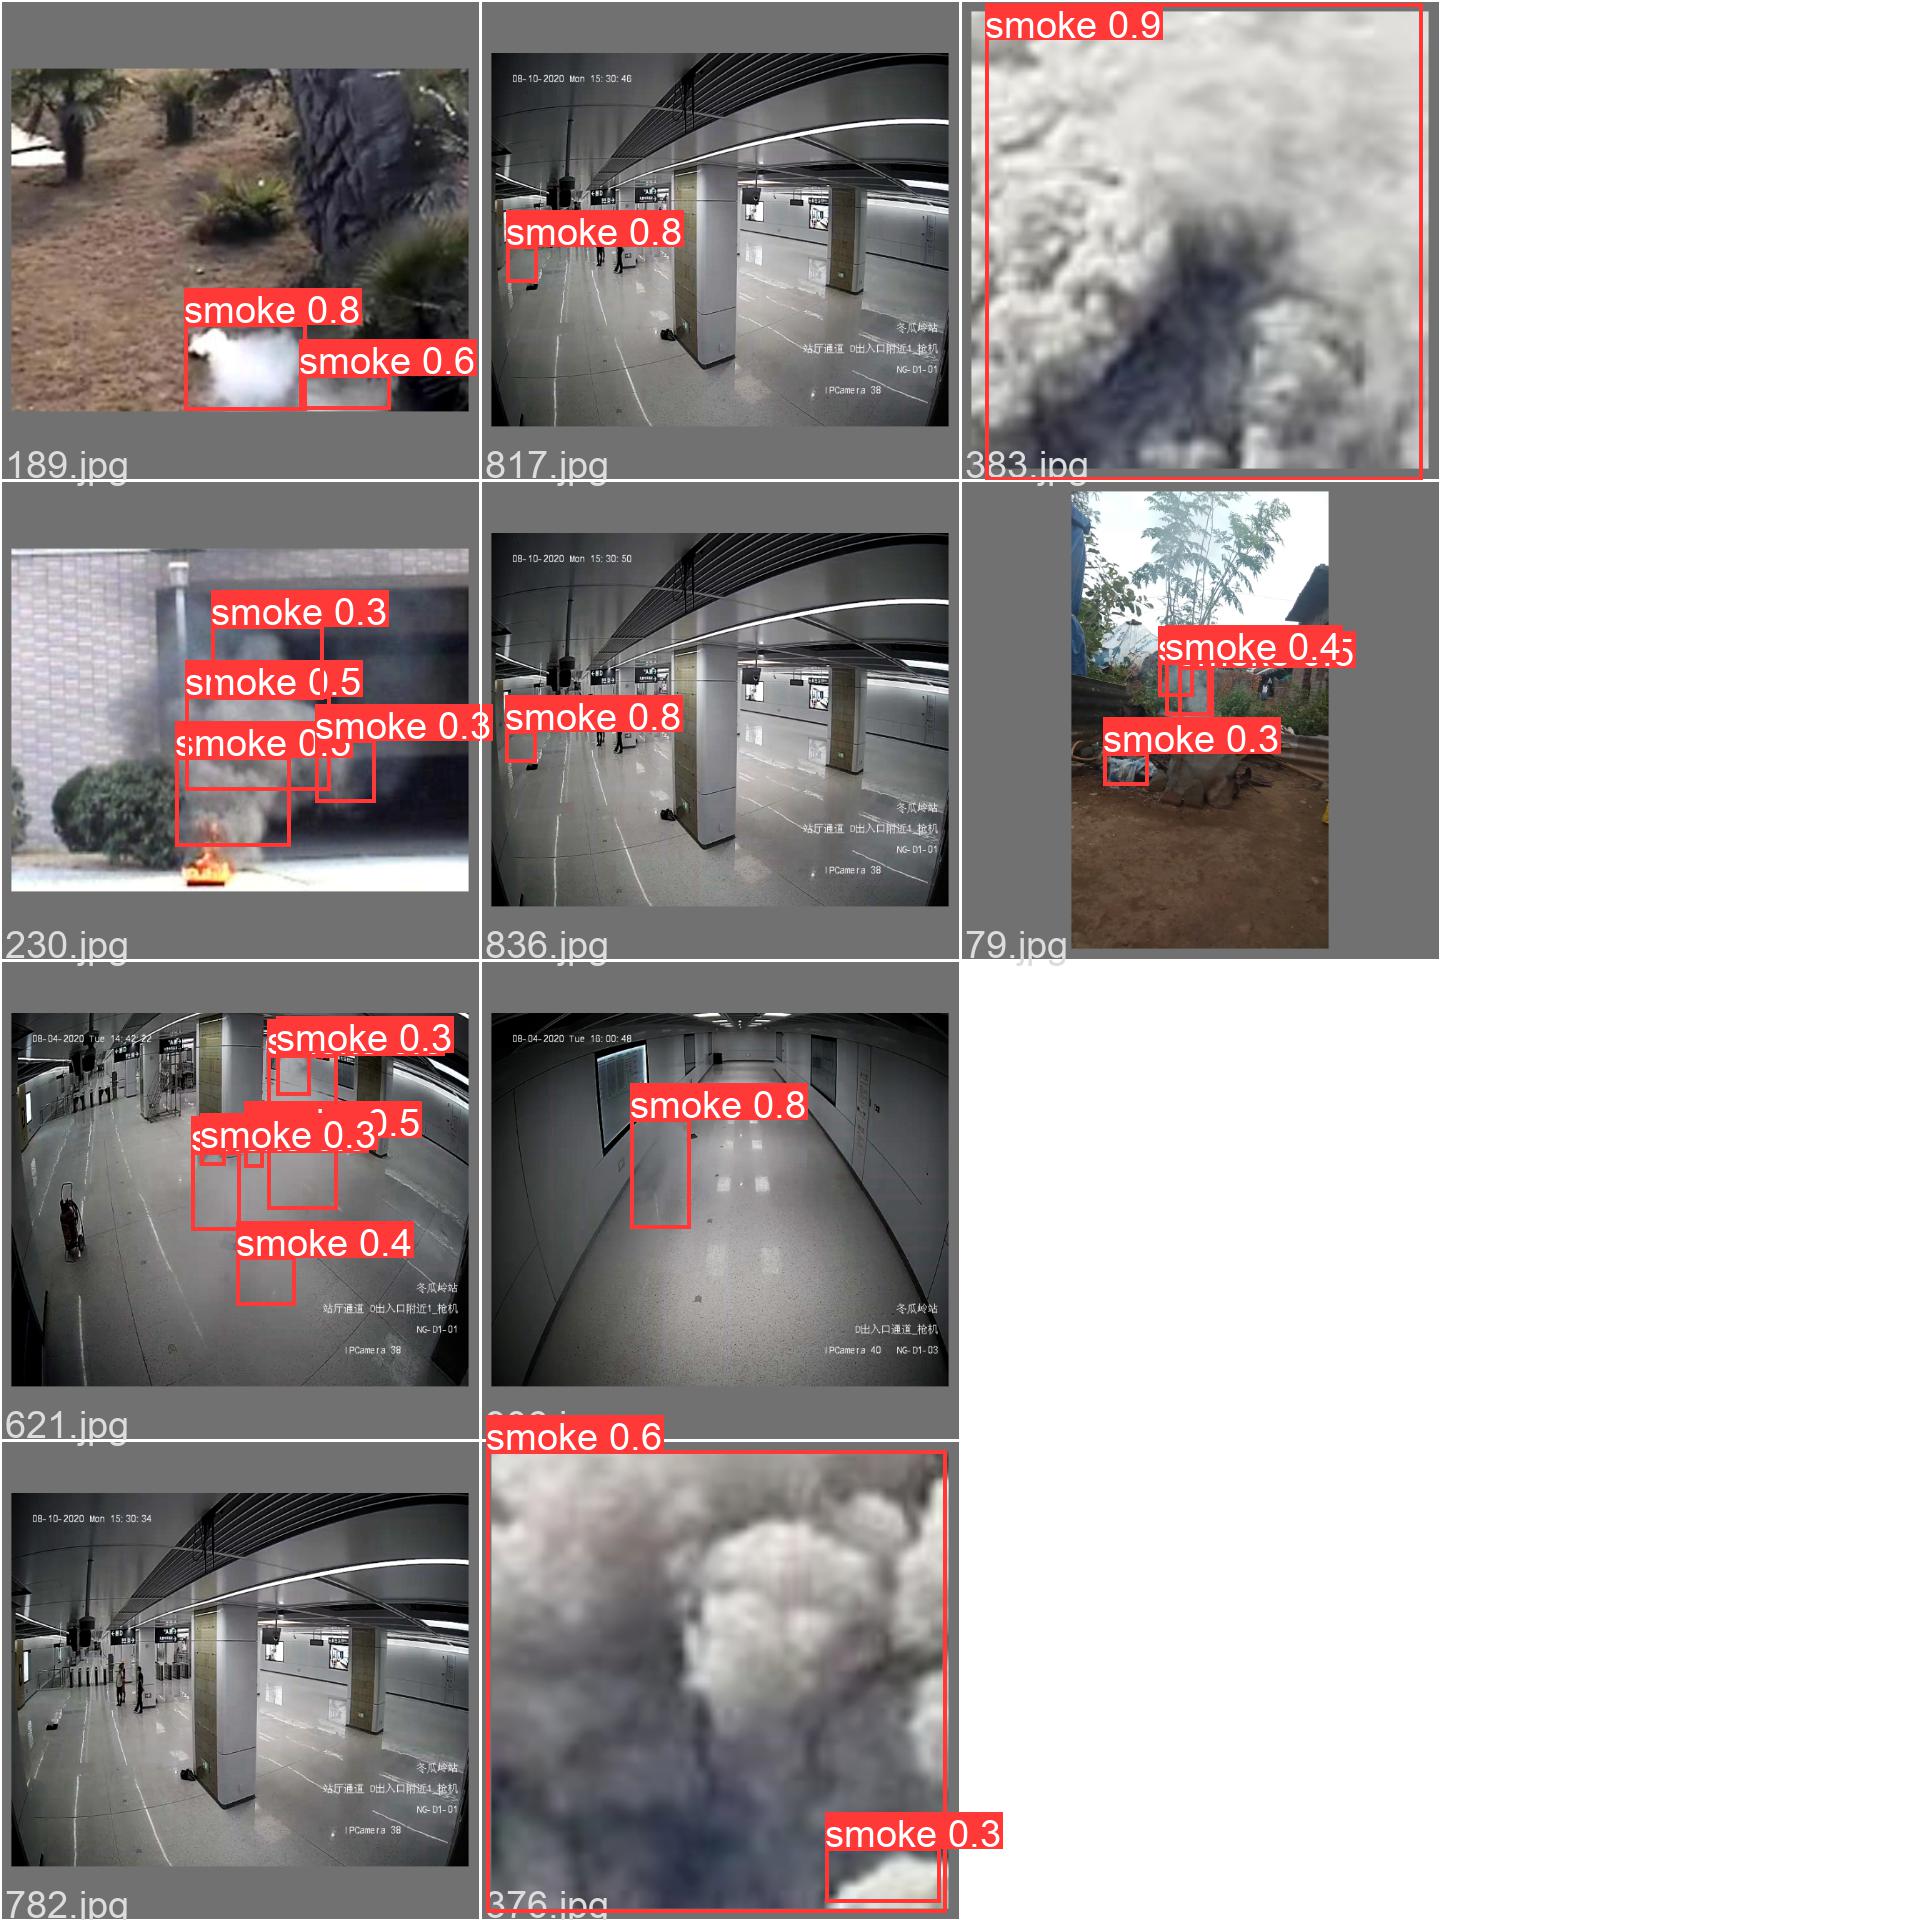 smoke 0.8
smoke 0.6
189.jpg
08-10-2020 Mon 15:30:46
smoke 0.8
冬瓜岭站
站厅通道 D出入口附近1_枪机
NG-D1-01
IPCamera 38
817.jpg
smoke 0.9
383.jpg
smoke 0.3
smoke 0.5
smoke 0.3
smoke
230.jpg
08-10-2020 Mon 15:30:50
smoke 0.8
冬瓜岭站
站厅通道 D出入口附近1_枪机
NG-D1-01
IPCamera 38
836.jpg
smoke 0.4
smoke 0.3
79.jpg
08-04-2020 Tue 14:42:22
smoke 0.3
0.5
smoke 0.3
smoke 0.4
冬瓜岭站
站厅通道 D出入口附近1_枪机
NG-D1-01
IPCamera 38
621.jpg
08-04-2020 Tue 16:00:48
smoke 0.8
冬瓜岭站
D出入口通道_枪机
IPCamera 40 NG-D1-03
08-10-2020 Mon 15:30:34
冬瓜岭站
站厅通道 D出入口附近1_枪机
NG-D1-01
IPCamera 38
782.jpg
smoke 0.6
smoke 0.3
376.jpg